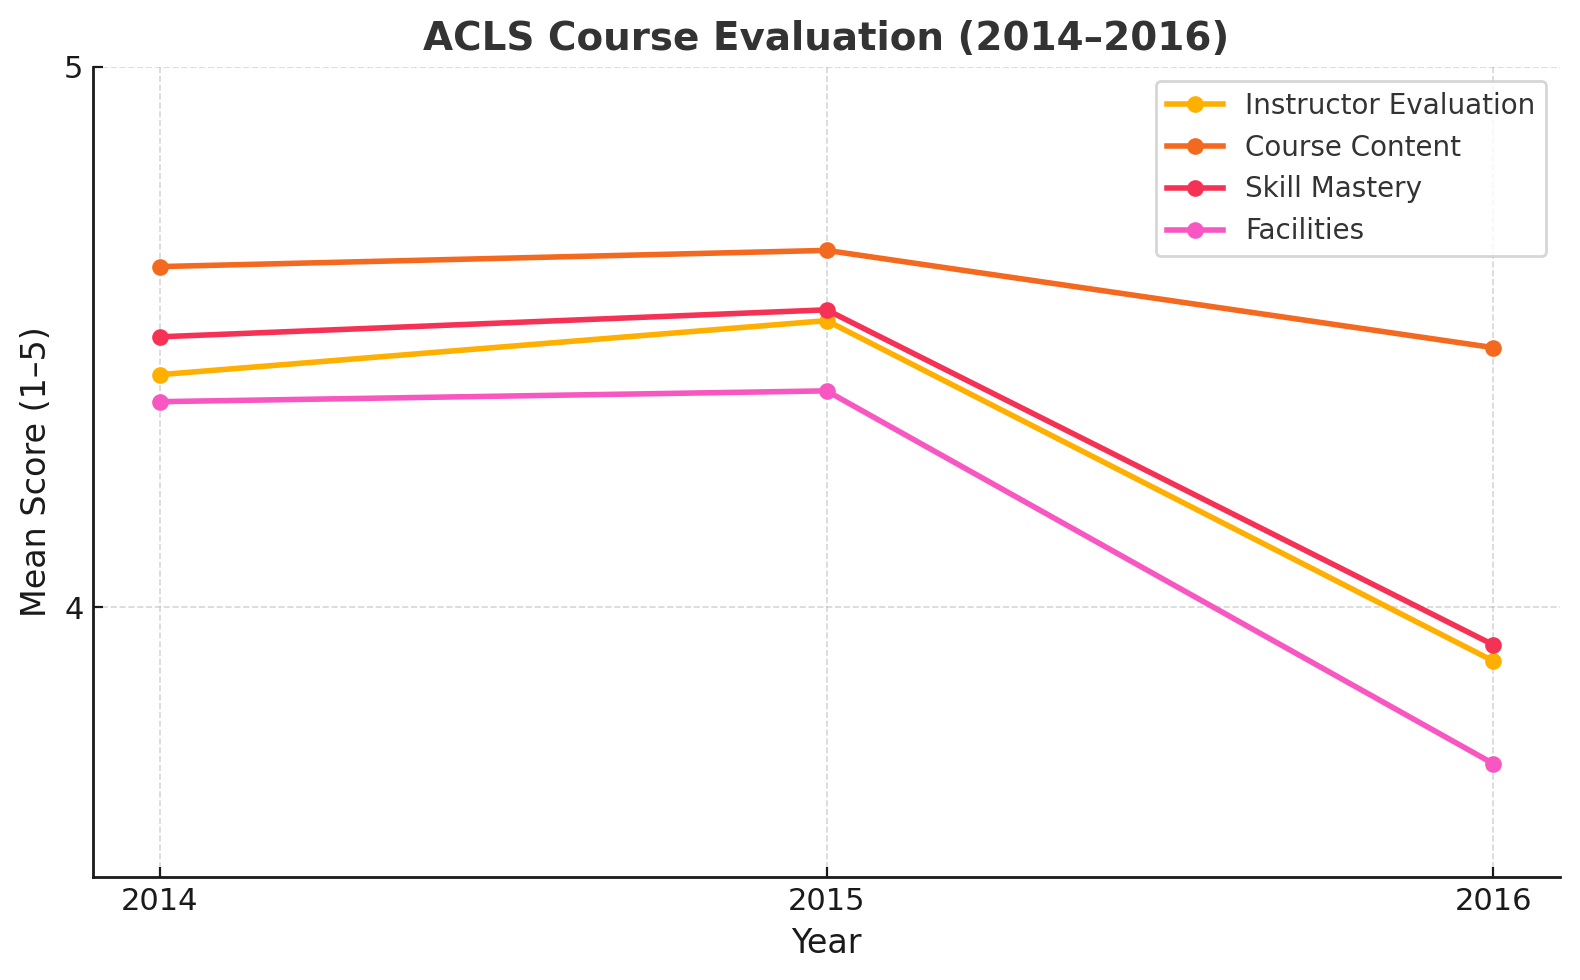 ACLS Course Evaluation (2014–2016)
Mean Score (1–5)
5
4
Instructor Evaluation
Course Content
Skill Mastery
Facilities
2014
2015
2016
Year